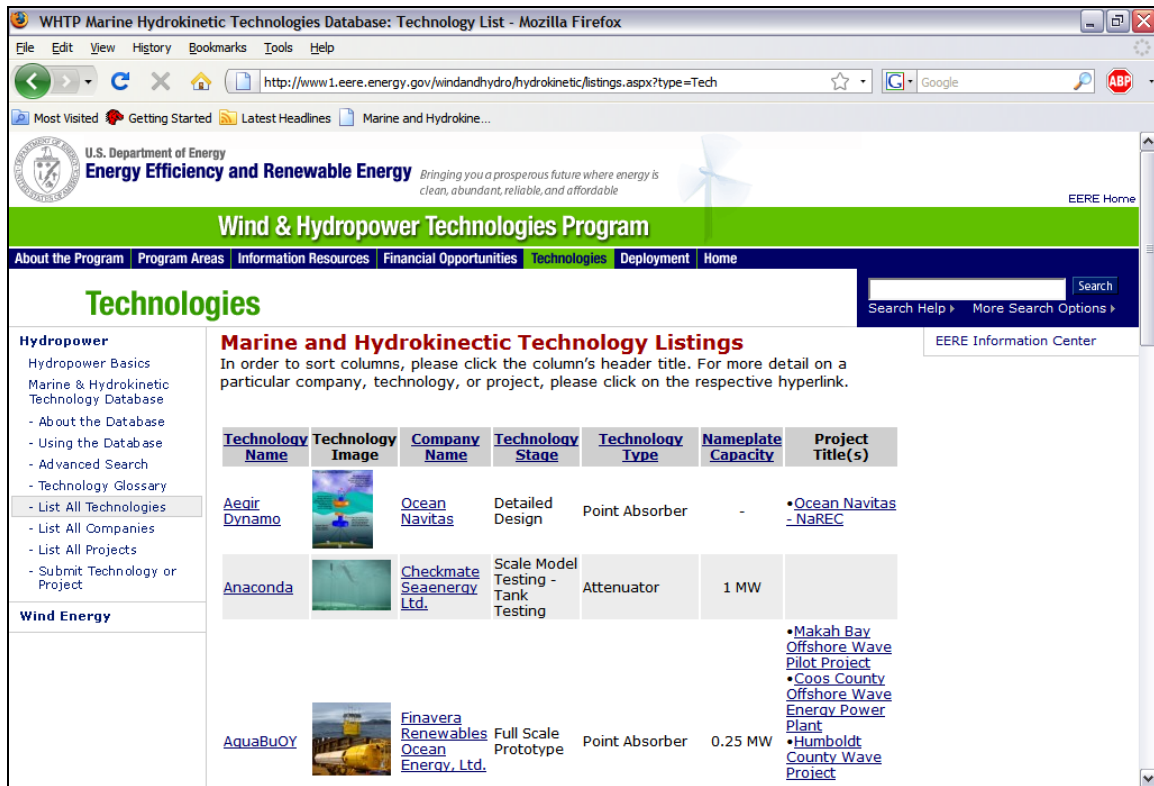 WHTP Marine Hydrokinetic Technologies Database: Technology List - Mozilla Firefox
File Edit View History Bookmarks Tools Help
http://www1.eere.energy.gov/windandhydro/hydrokinetic/listings.aspx?type=Tech
G Google
ABP
Most Visited Getting Started Latest Headlines Marine and Hydrokine...
U.S. Department of Energy
Energy Efficiency and Renewable Energy
Bringing you a prosperous future where energy is
clean, abundant, reliable, and affordable
EERE Home
Wind & Hydropower Technologies Program
About the Program Program Areas Information Resources Financial Opportunities Technologies Deployment Home
Technologies
Search
Search Help More Search Options
Hydropower
Hydropower Basics
Marine & Hydrokinetic
Technology Database
- About the Database
- Using the Database
- Advanced Search
- Technology Glossary
- List All Technologies
- List All Companies
- List All Projects
- Submit Technology or
Project
Wind Energy
Marine and Hydrokinectic Technology Listings
In order to sort columns, please click the column's header title. For more detail on a
particular company, technology, or project, please click on the respective hyperlink.
EERE Information Center
Technology Name Technology Image Company Name Technology Stage Technology Type Nameplate Capacity Project Title(s)
Aegir
Dynamo
Ocean
Navitas
Detailed
Design
Point Absorber
-
•Ocean Navitas
- NaREC
Anaconda
Checkmate
Seaenergy
Ltd.
Scale Model
Testing -
Tank
Testing
Attenuator
1 MW
AquaBuOY
Finavera
Renewables
Ocean
Energy, Ltd.
Full Scale
Prototype
Point Absorber
0.25 MW
•Makah Bay
Offshore Wave
Pilot Project
•Coos County
Offshore Wave
Energy Power
Plant
•Humboldt
County Wave
Project